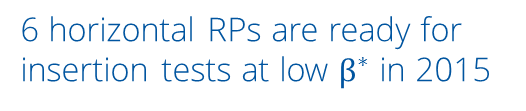 6 horizontal RPs are ready for
insertion tests at low β* in 2015